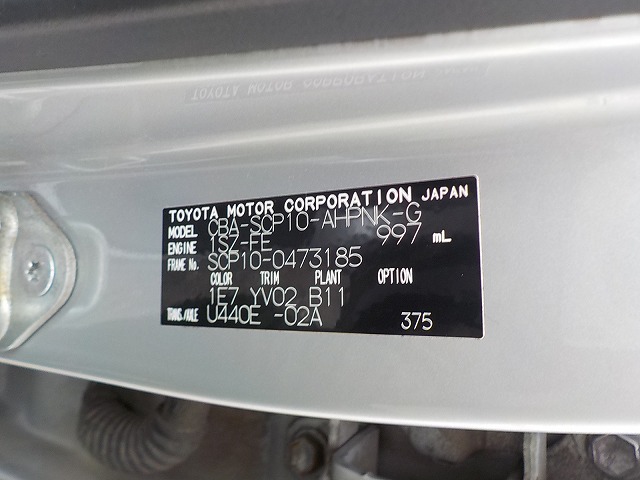 TOYOTA MOTOR CORPORATION JAPAN
MODEL CBA-SCP10-AHPNK-G
ENGINE 1SZ-FE 997 mL
FRAME No. SCP10-0473185
COLOR TRIM PLANT OPTION
1E7 YV02 B11
TRANS/AXLE U440E -02A 375